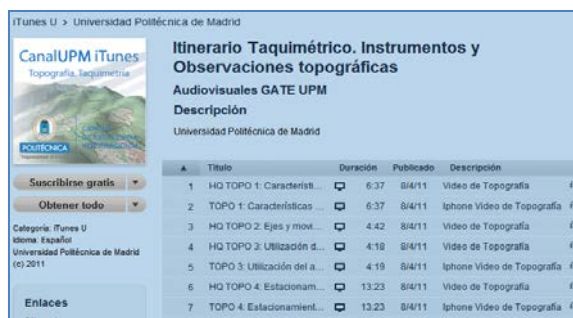 iTunes U > Universidad Politécnica de Madrid
CanalUPM iTunes
Topografía. Taquimetría
POLITÉCNICA
Suscribirse gratis
Obtener todo
Categoría: iTunes U
Idioma: Español
Universidad Politécnica de Madrid
(c) 2011
Enlaces
Itinerario Taquimétrico. Instrumentos y
Observaciones topográficas
Audiovisuales GATE UPM
Descripción
Universidad Politécnica de Madrid
Título Duración Publicado Descripción
1 HQ TOPO 1: Característi... 6:37 8/4/11 Video de Topografía
2 TOPO 1: Características ... 6:37 8/4/11 Iphone Video de Topografía
3 HQ TOPO 2: Ejes y movi... 4:42 8/4/11 Video de Topografía
4 HQ TOPO 3: Utilización d... 4:18 8/4/11 Video de Topografía
5 TOPO 3: Utilización del a... 4:19 8/4/11 Iphone Video de Topografía
6 HQ TOPO 4: Estacionam... 13:23 8/4/11 Video de Topografía
7 TOPO 4: Estacionamient... 13:23 8/4/11 Iphone Video de Topografía